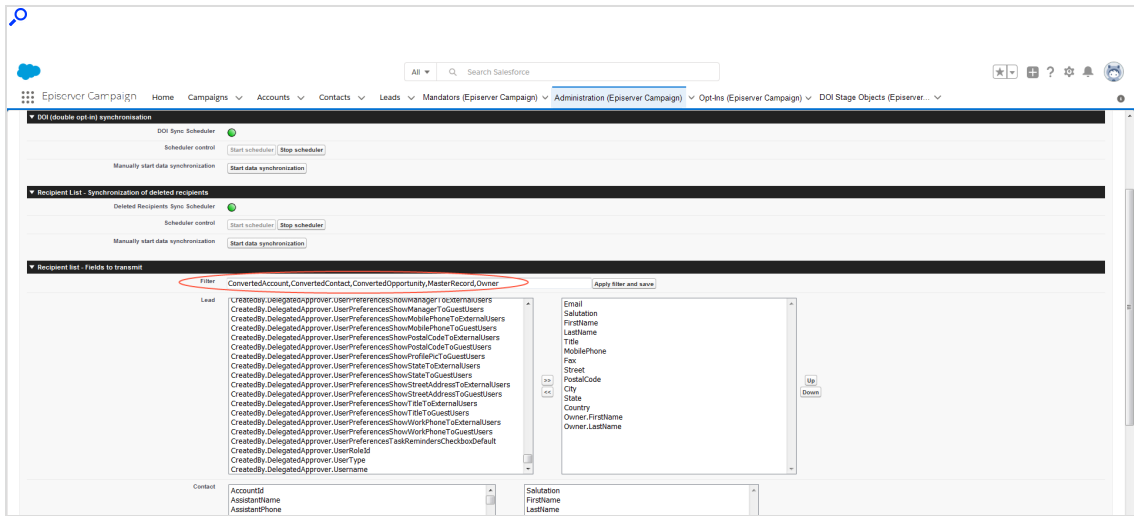 All Search Salesforce
Episerver Campaign Home Campaigns Accounts Contacts Leads Mandators (Episerver Campaign) Administration (Episerver Campaign) Opt-Ins (Episerver Campaign) DOI Stage Objects (Episerver...
DOI (double opt-in) synchronisation
DOI Sync Scheduler
Scheduler control Start scheduler Stop scheduler
Manually start data synchronization Start data synchronization
Recipient List - Synchronization of deleted recipients
Deleted Recipients Sync Scheduler
Scheduler control Start scheduler Stop scheduler
Manually start data synchronization Start data synchronization
Recipient list - Fields to transmit
Filter ConvertedAccount,ConvertedContact,ConvertedOpportunity,MasterRecord,Owner Apply filter and save
Lead
CreatedBy.DelegatedApprover.UserPreferencesShowManagerToExternalUsers
CreatedBy.DelegatedApprover.UserPreferencesShowManagerToGuestUsers
CreatedBy.DelegatedApprover.UserPreferencesShowMobilePhoneToExternalUsers
CreatedBy.DelegatedApprover.UserPreferencesShowMobilePhoneToGuestUsers
CreatedBy.DelegatedApprover.UserPreferencesShowPostalCodeToExternalUsers
CreatedBy.DelegatedApprover.UserPreferencesShowPostalCodeToGuestUsers
CreatedBy.DelegatedApprover.UserPreferencesShowProfilePicToGuestUsers
CreatedBy.DelegatedApprover.UserPreferencesShowStateToExternalUsers
CreatedBy.DelegatedApprover.UserPreferencesShowStateToGuestUsers
CreatedBy.DelegatedApprover.UserPreferencesShowStreetAddressToExternalUsers
CreatedBy.DelegatedApprover.UserPreferencesShowStreetAddressToGuestUsers
CreatedBy.DelegatedApprover.UserPreferencesShowTitleToExternalUsers
CreatedBy.DelegatedApprover.UserPreferencesShowTitleToGuestUsers
CreatedBy.DelegatedApprover.UserPreferencesShowWorkPhoneToExternalUsers
CreatedBy.DelegatedApprover.UserPreferencesShowWorkPhoneToGuestUsers
CreatedBy.DelegatedApprover.UserPreferencesTaskRemindersCheckboxDefault
CreatedBy.DelegatedApprover.UserRoleId
CreatedBy.DelegatedApprover.UserType
CreatedBy.DelegatedApprover.Username
>>
<<
Email
Salutation
FirstName
LastName
Title
MobilePhone
Fax
Street
PostalCode
City
State
Country
Owner.FirstName
Owner.LastName
Up
Down
Contact
AccountId
AssistantName
AssistantPhone
Salutation
FirstName
LastName